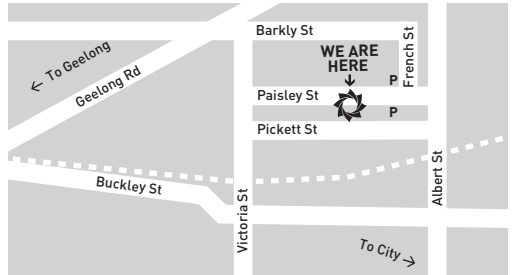 Barkly St
WE ARE
HERE
French St
← To Geelong
Geelong Rd
P
Paisley St
P
Pickett St
Buckley St
Victoria St
Albert St
To City →